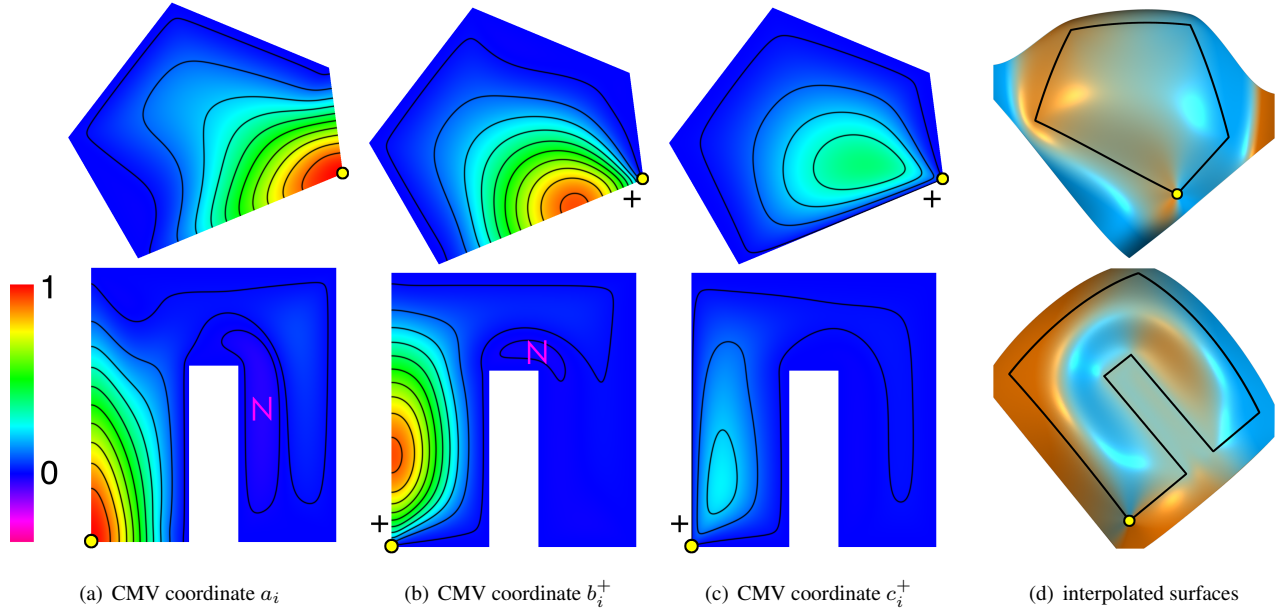 +
+
1
0
N
N
+
+
(a) CMV coordinate a_i
(b) CMV coordinate b_i^+
(c) CMV coordinate c_i^+
(d) interpolated surfaces